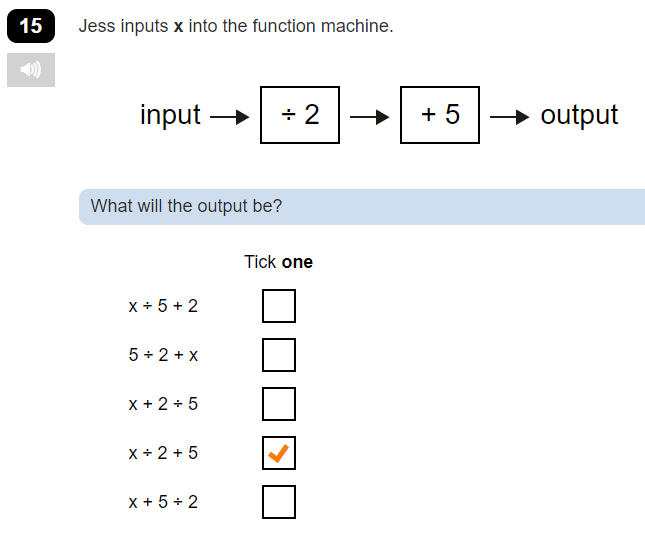 15
Jess inputs x into the function machine.
input ÷ 2 + 5 output
What will the output be?
Tick one
x ÷ 5 + 2
5 ÷ 2 + x
x + 2 ÷ 5
x ÷ 2 + 5
x + 5 ÷ 2